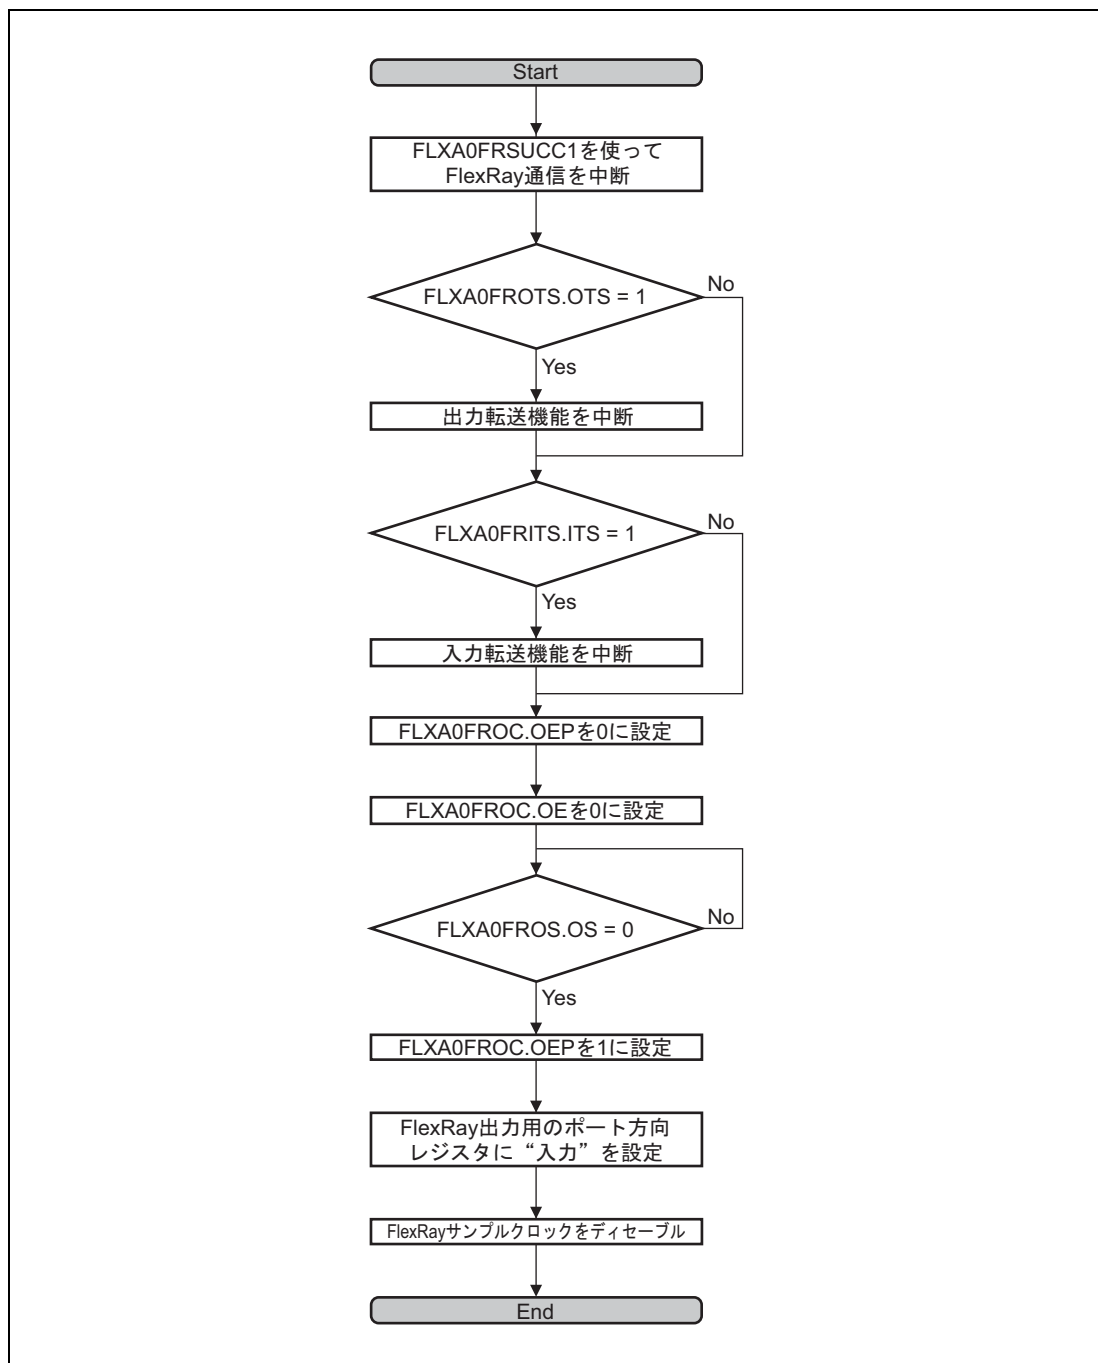 Start
FLXA0FRSUCC1を使って
FlexRay通信を中断
FLXA0FROTS.OTS = 1
No
Yes
出力転送機能を中断
FLXA0FRITS.ITS = 1
No
Yes
入力転送機能を中断
FLXA0FROC.OEPを0に設定
FLXA0FROC.OEを0に設定
FLXA0FROS.OS = 0
No
Yes
FLXA0FROC.OEPを1に設定
FlexRay出力用のポート方向
レジスタに“入力”を設定
FlexRayサンプルクロックをディセーブル
End